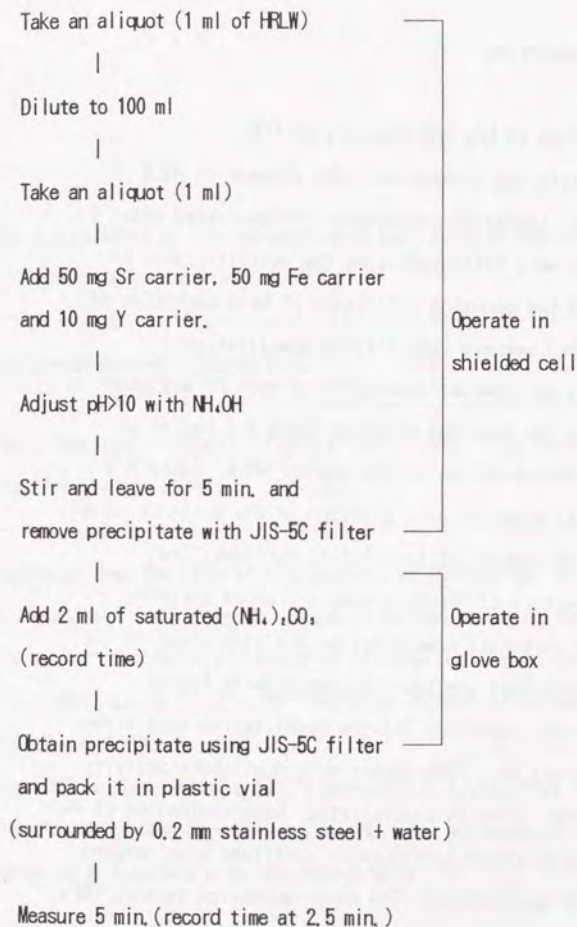 Take an aliquot (1 ml of HRLW)
Dilute to 100 ml
Take an aliquot (1 ml)
Add 50 mg Sr carrier, 50 mg Fe carrier
and 10 mg Y carrier.
Operate in
shielded cell
Adjust pH>10 with NH₄OH
Stir and leave for 5 min. and
remove precipitate with JIS-5C filter
Add 2 ml of saturated (NH₄)₂CO₃
(record time)
Operate in
glove box
Obtain precipitate using JIS-5C filter
and pack it in plastic vial
(surrounded by 0.2 mm stainless steel + water)
Measure 5 min. (record time at 2.5 min.)